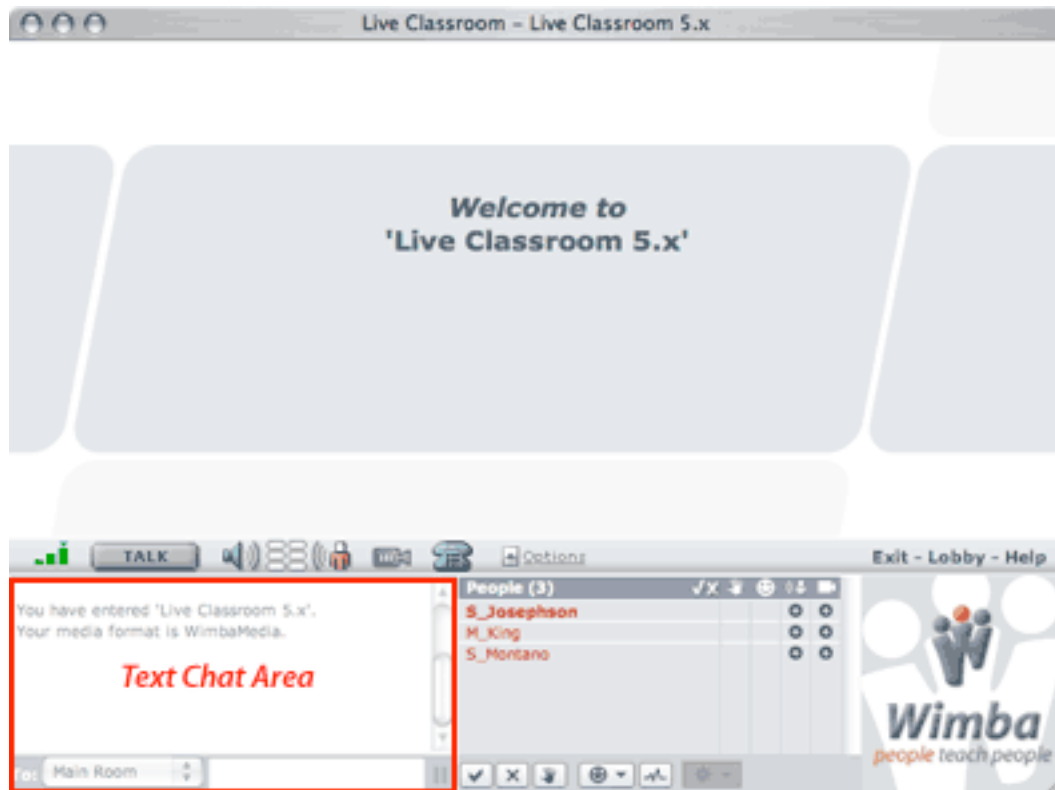 Live Classroom – Live Classroom 5.x
Welcome to
'Live Classroom 5.x'
TALK
Options
Exit - Lobby - Help
You have entered 'Live Classroom 5.x'.
Your media format is WimbaMedia.
Text Chat Area
To: Main Room
People (3)
S_Josephson
M_King
S_Montano
Wimba
people teach people